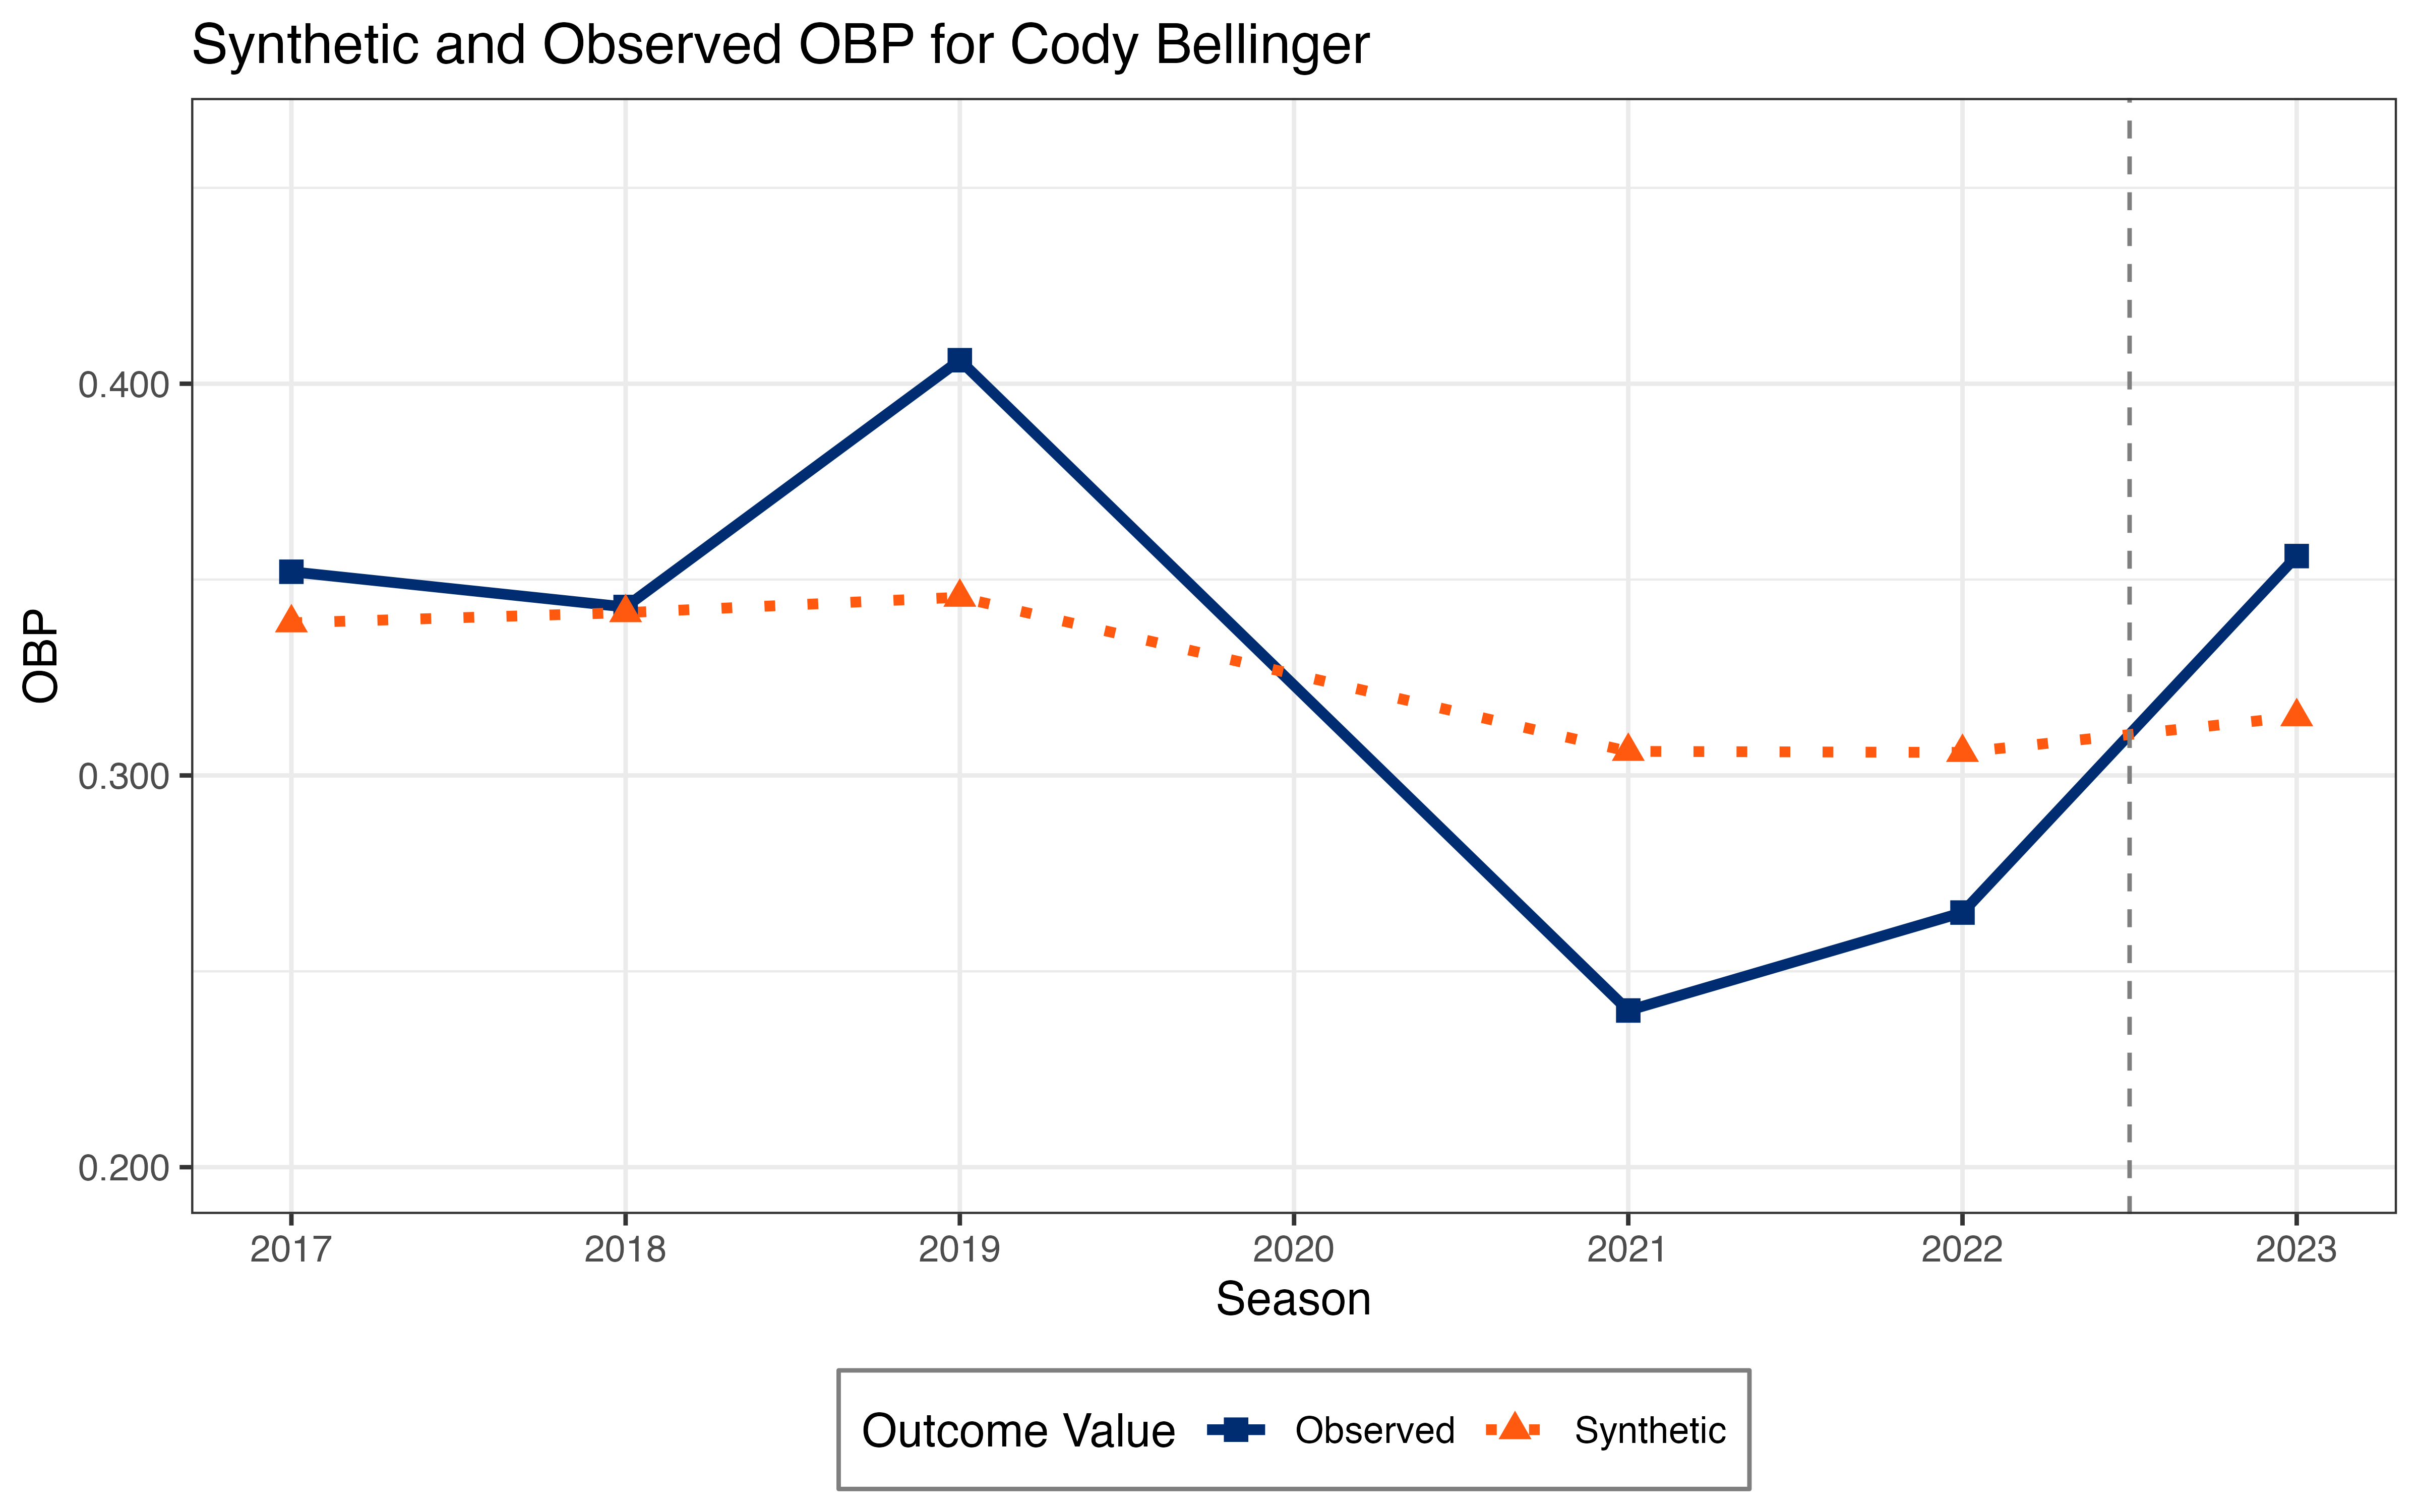 Synthetic and Observed OBP for Cody Bellinger
OBP
0.400
0.300
0.200
2017 2018 2019 2020 2021 2022 2023
Season
Outcome Value Observed Synthetic